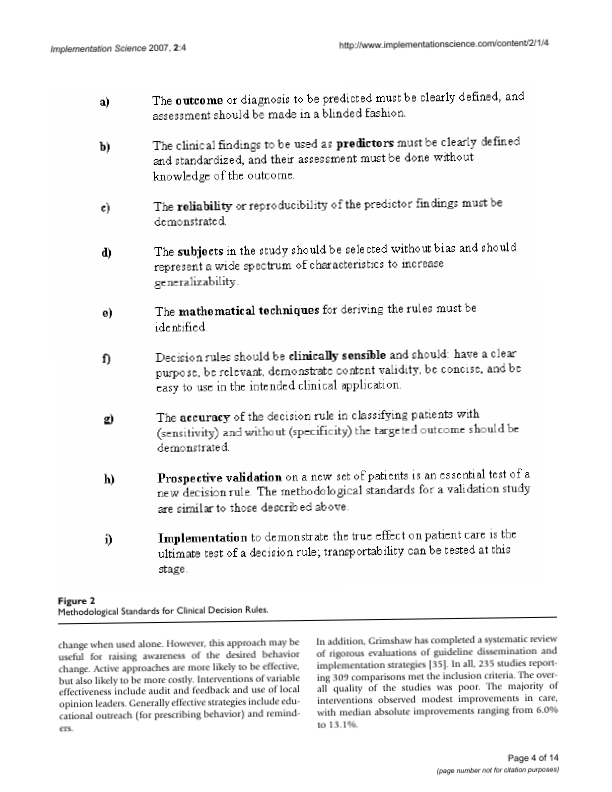 Implementation Science 2007, 2:4
http://www.implementationscience.com/content/2/1/4
a) The outcome or diagnosis to be predicted must be clearly defined, and
assessment should be made in a blinded fashion.
b) The clinical findings to be used as predictors must be clearly defined
and standardized, and their assessment must be done without
knowledge of the outcome.
c) The reliability or reproducibility of the predictor findings must be
demonstrated.
d) The subjects in the study should be selected without bias and should
represent a wide spectrum of characteristics to increase
generalizability.
e) The mathematical techniques for deriving the rules must be
identified.
f) Decision rules should be clinically sensible and should: have a clear
purpose, be relevant, demonstrate content validity, be concise, and be
easy to use in the intended clinical application.
g) The accuracy of the decision rule in classifying patients with
(sensitivity) and without (specificity) the targeted outcome should be
demonstrated.
h) Prospective validation on a new set of patients is an essential test of a
new decision rule. The methodological standards for a validation study
are similar to those described above.
i) Implementation to demonstrate the true effect on patient care is the
ultimate test of a decision rule; transportability can be tested at this
stage.
Figure 2
Methodological Standards for Clinical Decision Rules.
change when used alone. However, this approach may be
useful for raising awareness of the desired behavior
change. Active approaches are more likely to be effective,
but also likely to be more costly. Interventions of variable
effectiveness include audit and feedback and use of local
opinion leaders. Generally effective strategies include edu-
cational outreach (for prescribing behavior) and remind-
ers.
In addition, Grimshaw has completed a systematic review
of rigorous evaluations of guideline dissemination and
implementation strategies [35]. In all, 235 studies report-
ing 309 comparisons met the inclusion criteria. The over-
all quality of the studies was poor. The majority of
interventions observed modest improvements in care,
with median absolute improvements ranging from 6.0%
to 13.1%.
Page 4 of 14
(page number not for citation purposes)